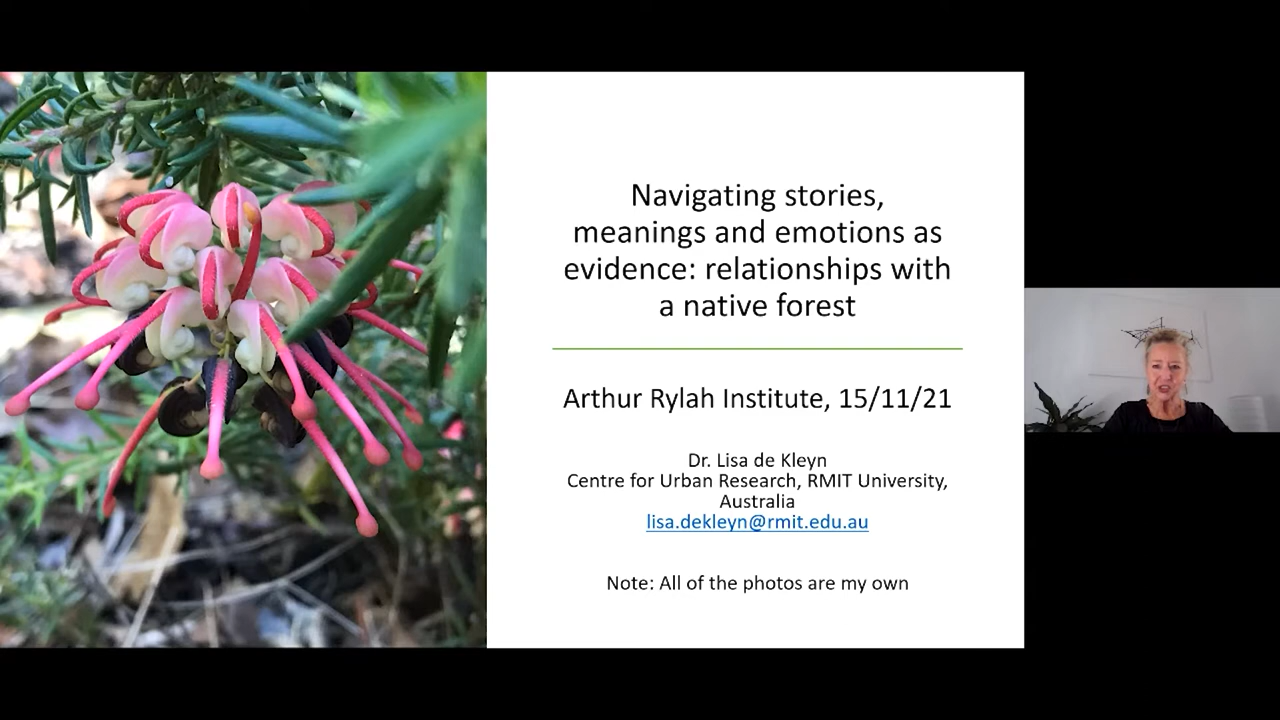 Navigating stories,
meanings and emotions as
evidence: relationships with
a native forest
Arthur Rylah Institute, 15/11/21
Dr. Lisa de Kleyn
Centre for Urban Research, RMIT University,
Australia
lisa.dekleyn@rmit.edu.au
Note: All of the photos are my own